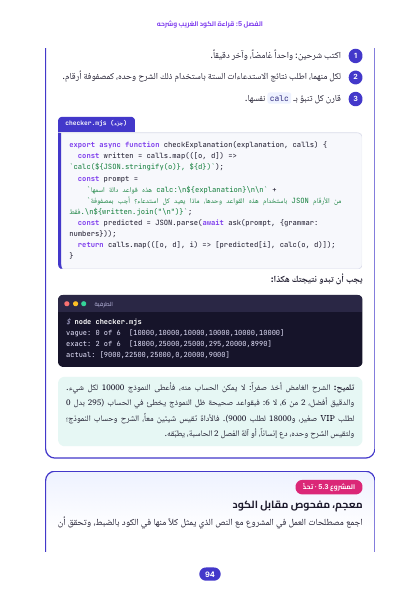 الفصل 5: قراءة الكود الغريب وشرحه
1 اكتب شرحين: واحداً غامضاً، وآخر دقيقاً.
2 لكل منهما، اطلب نتائج الاستدعاءات الستة باستخدام ذلك الشرح وحده، كمصفوفة أرقام.
3 قارن كل تنبؤ بـ calc نفسها.
checker.mjs (جزء)
export async function checkExplanation(explanation, calls) {
const written = calls.map(([o, d]) =>
`calc(${JSON.stringify(o)}, ${d})`);
const prompt =
`هذه قواعد دالة اسمها calc:\n${explanation}\n\n` +
`باستخدام هذه القواعد وحدها، ماذا يعيد كل استدعاء؟ أجب بمصفوفة JSON من الأرقام
فقط.\n${written.join("\n")}`;
const predicted = JSON.parse(await ask(prompt, {grammar:
numbers}));
return calls.map(([o, d], i) => [predicted[i], calc(o, d)]);
}
يجب أن تبدو نتيجتك هكذا:
الطرفية
$ node checker.mjs
vague: 0 of 6 [10000,10000,10000,10000,10000,10000]
exact: 2 of 6 [18000,25000,25000,295,20000,8990]
actual: [9000,22500,25000,0,20000,9000]
تلميح: الشرح الغامض أخذ صفراً: لا يمكن الحساب منه، فأعطى النموذج 10000 لكل شيء.
والدقيق أفضل، 2 من 6، لا 6: فبقواعد صحيحة ظل النموذج يخطئ في الحساب (295 بدل 0
لطلب VIP صغير، و18000 لطلب 9000). فالأداة تقيس شيئين معاً، الشرح وحساب النموذج؛
ولتقيس الشرح وحده، دع إنساناً، أو آلة الفصل 2 الحاسبة، يطبّقه.
المشروع 5.3 · تحدٍّ
معجم، مفحوص مقابل الكود
اجمع مصطلحات العمل في المشروع مع النص الذي يمثل كلاً منها في الكود بالضبط، وتحقق أن
94